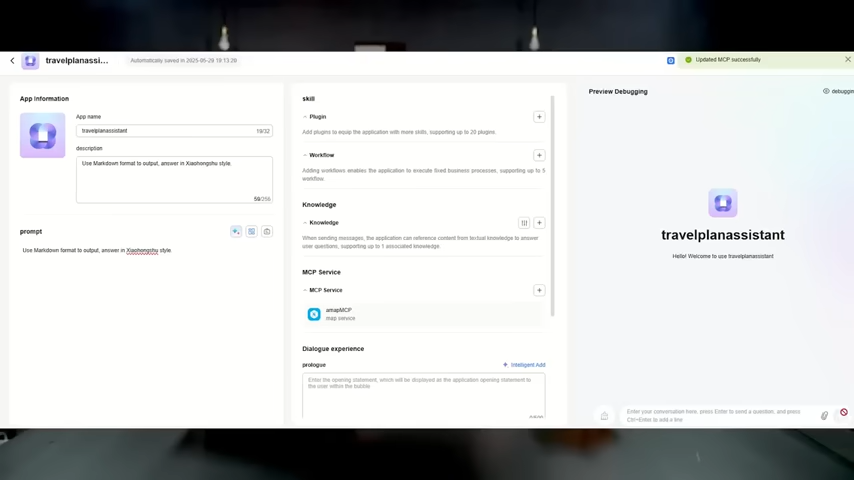 travelplanassi...
Automatically saved in 2025-05-29 19:13:28
Updated MCP successfully
App Information
App name
travelplanassistant
19/32
description
Use Markdown format to output, answer in Xiaohongshu style.
59/256
prompt
Use Markdown format to output, answer in Xiaohongshu style.
skill
Plugin
Add plugins to equip the application with more skills, supporting up to 20 plugins.
Workflow
Adding workflows enables the application to execute fixed business processes, supporting up to 5
workflow.
Knowledge
Knowledge
When sending messages, the application can reference content from textual knowledge to answer
user questions, supporting up to 1 associated knowledge
MCP Service
MCP Service
amapMCP
map service
Dialogue experience
prologue
Intelligent Add
Enter the opening statement, which will be displayed as the application opening statement to
the user within the bubble
Preview Debugging
debuggin
travelplanassistant
Hello! Welcome to use travelplanassistant
Enter your conversation here, press Enter to send a question, and press
Ctrl+Enter to add a line